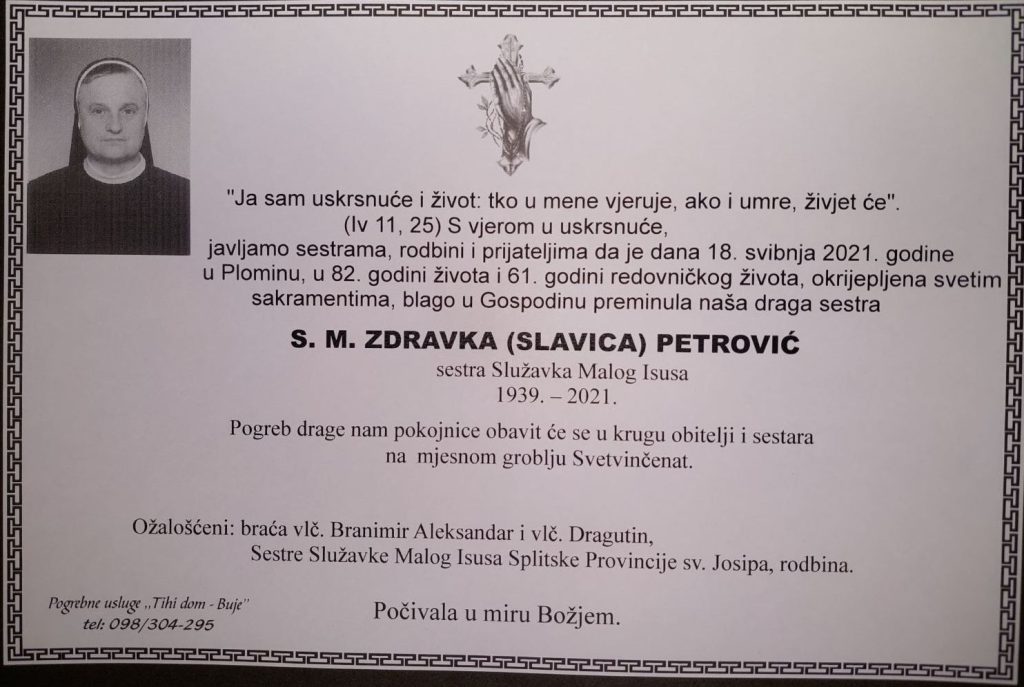 "Ja sam uskrsnuće i život: tko u mene vjeruje, ako i umre, živjet će".
(Iv 11, 25) S vjerom u uskrsnuće,
javljamo sestrama, rodbini i prijateljima da je dana 18. svibnja 2021. godine
u Plominu, u 82. godini života i 61. godini redovničkog života, okrijepljena svetim
sakramentima, blago u Gospodinu preminula naša draga sestra
S. M. ZDRAVKA (SLAVICA) PETROVIĆ
sestra Služavka Malog Isusa
1939. – 2021.
Pogreb drage nam pokojnice obavit će se u krugu obitelji i sestara
na mjesnom groblju Svetvinčenat.
Ožalošćeni: braća vlč. Branimir Aleksandar i vlč. Dragutin,
Sestre Služavke Malog Isusa Splitske Provincije sv. Josipa, rodbina.
Počivala u miru Božjem.
Pogrebne usluge „Tihi dom - Buje”
tel: 098/304-295